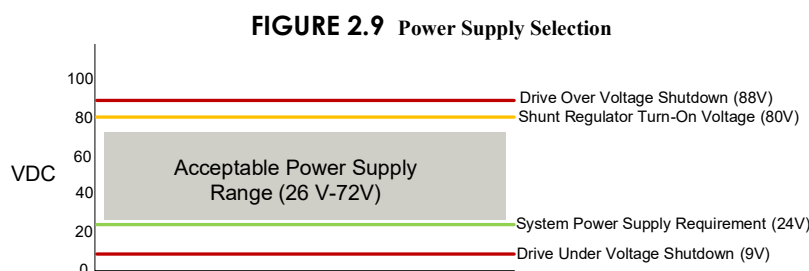 FIGURE 2.9 Power Supply Selection
100
Drive Over Voltage Shutdown (88V)
80
Shunt Regulator Turn-On Voltage (80V)
60
VDC
Acceptable Power Supply
Range (26 V-72V)
40
20
System Power Supply Requirement (24V)
Drive Under Voltage Shutdown (9V)
0